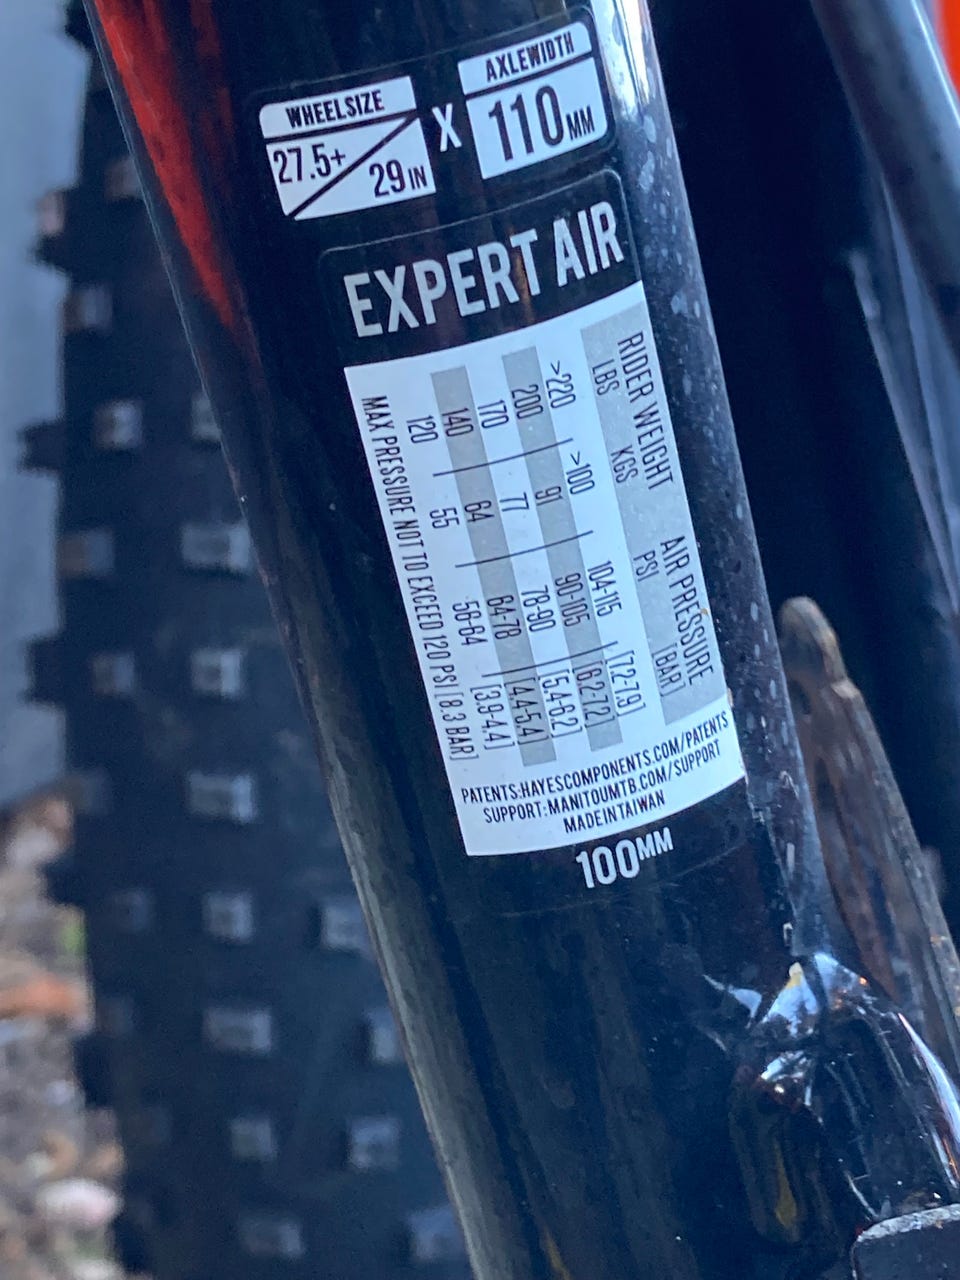 WHEELSIZE
27.5+ / 29 IN
X
AXLEWIDTH
110 MM
EXPERT AIR
RIDER WEIGHT AIR PRESSURE
LBS KGS PSI [BAR]
>220 >100 104-115 [7.2-7.9]
200 91 90-105 [6.2-7.2]
170 77 78-90 [5.4-6.2]
140 64 64-78 [4.4-5.4]
120 55 56-64 [3.9-4.4]
MAX PRESSURE NOT TO EXCEED 120 PSI [8.3 BAR]
PATENTS:HAYESCOMPONENTS.COM/PATENTS
SUPPORT:MANITOUMTB.COM/SUPPORT
MADE IN TAIWAN
100MM